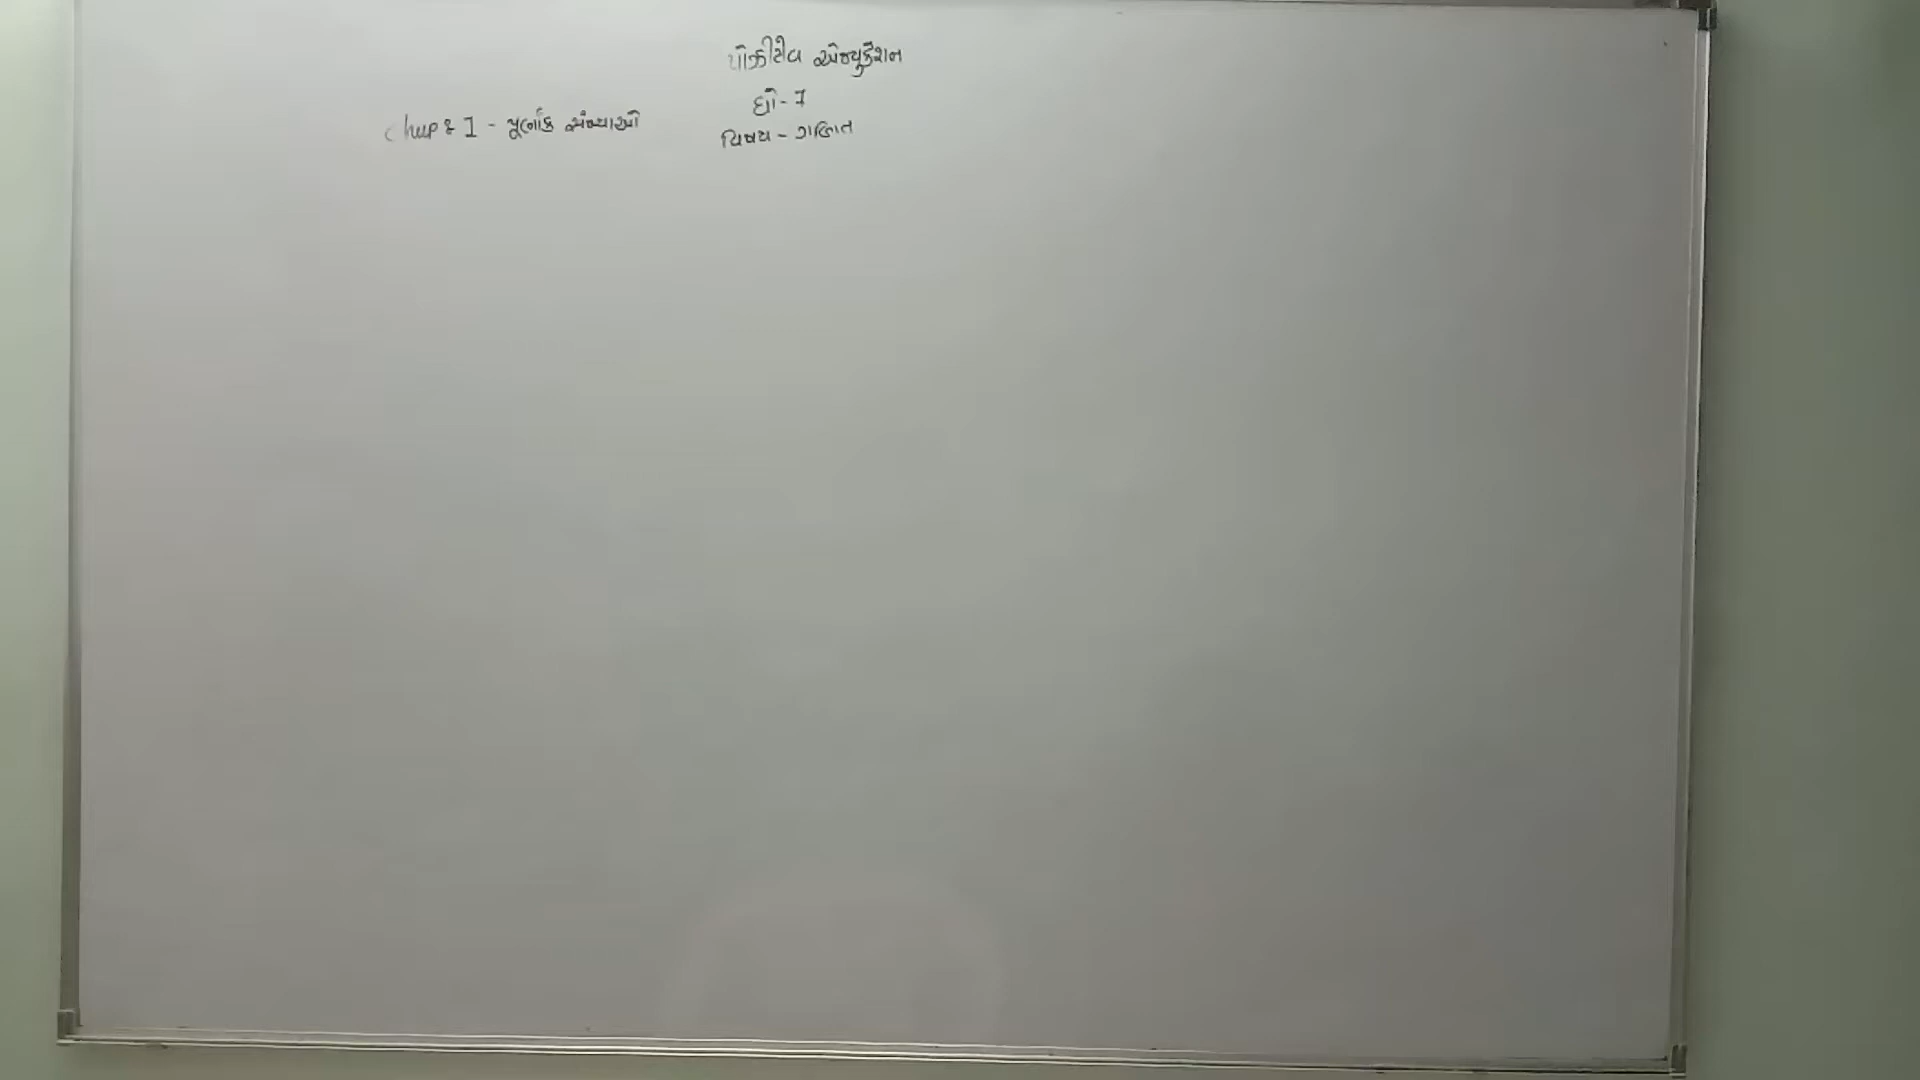 પોઝીટીવ એજ્યુકેશન
ધો- 7
વિષય - ગણિત
chap : 1 - પૂર્ણાંક સંખ્યાઓ